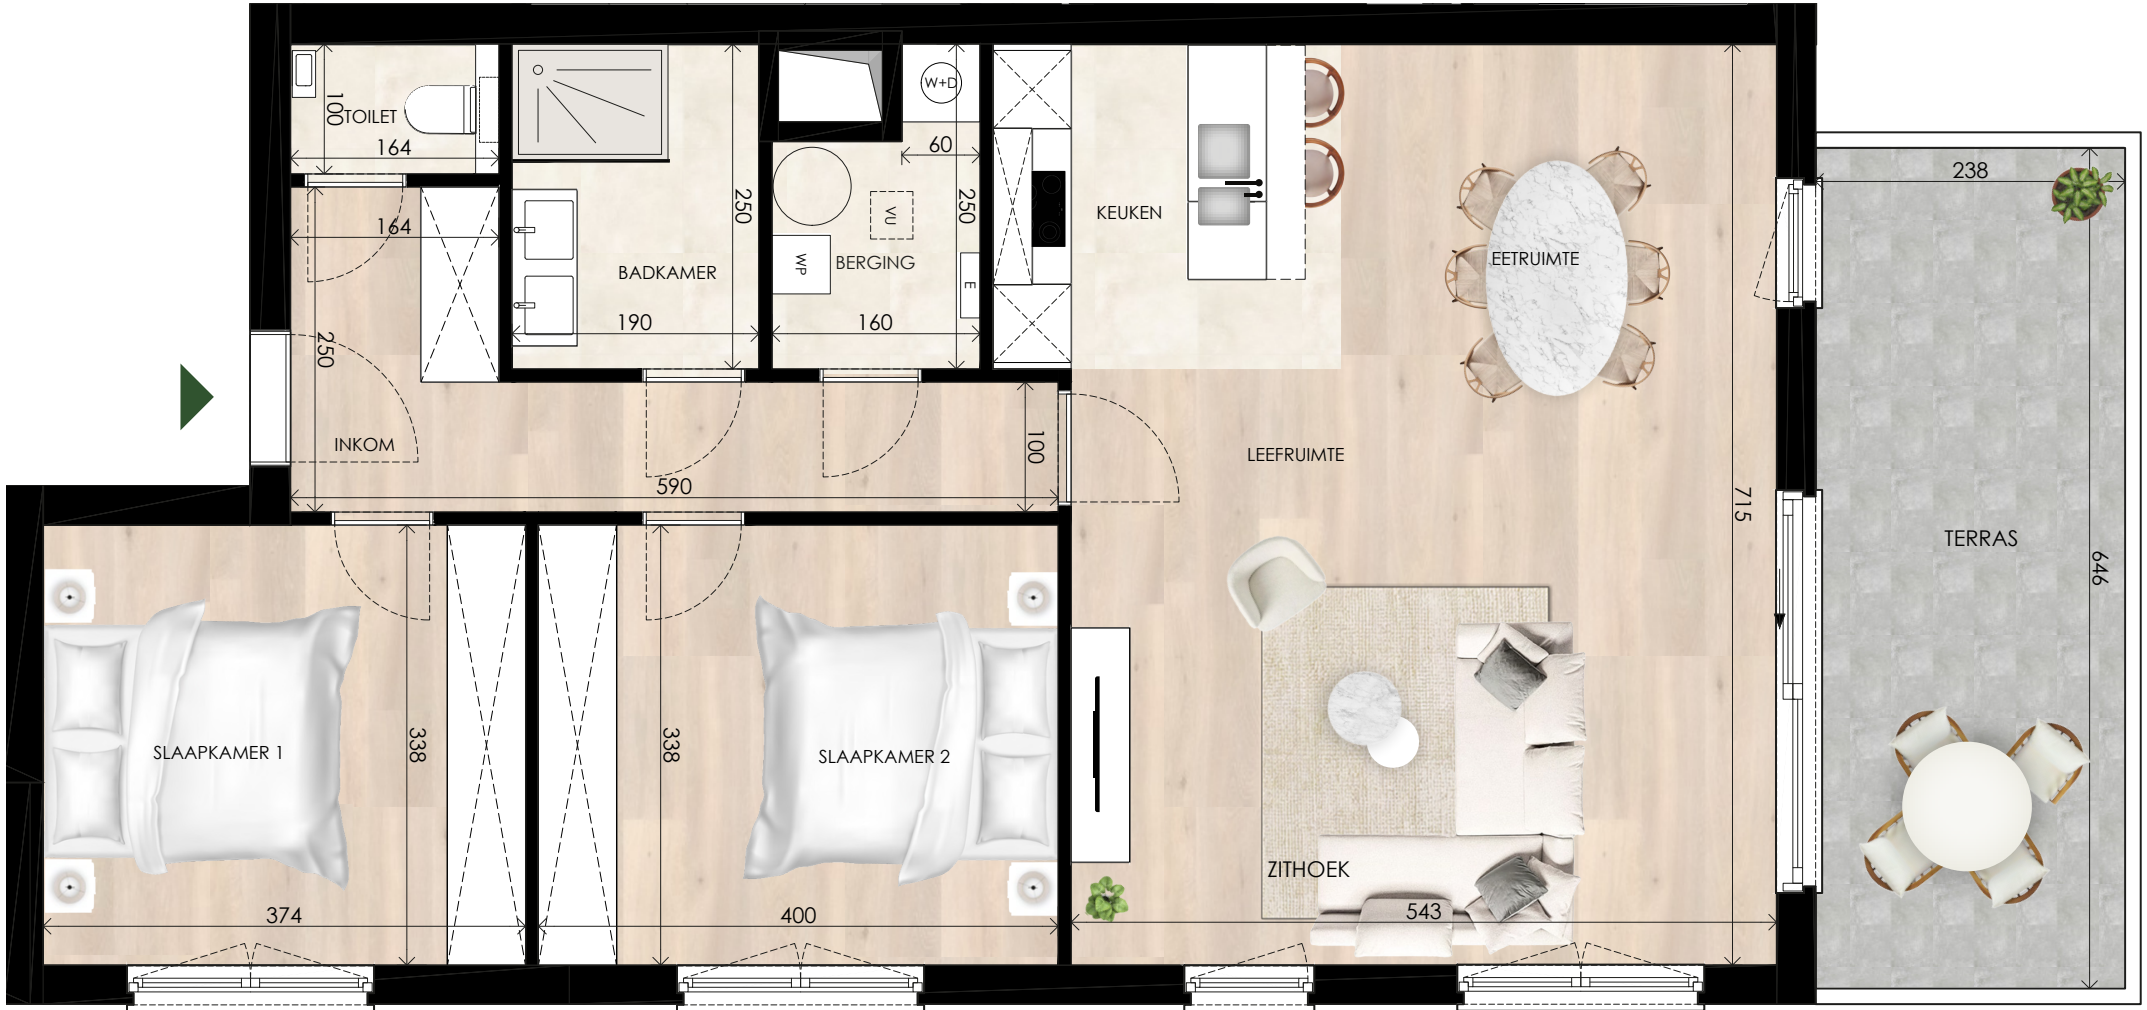 100
TOILET
164
164
250
INKOM
250
BADKAMER
190
W+D
60
250
VU
WP
BERGING
E
160
KEUKEN
EETRUIMTE
238
LEEFRUIMTE
100
590
715
TERRAS
646
338
SLAAPKAMER 1
374
338
SLAAPKAMER 2
400
ZITHOEK
543